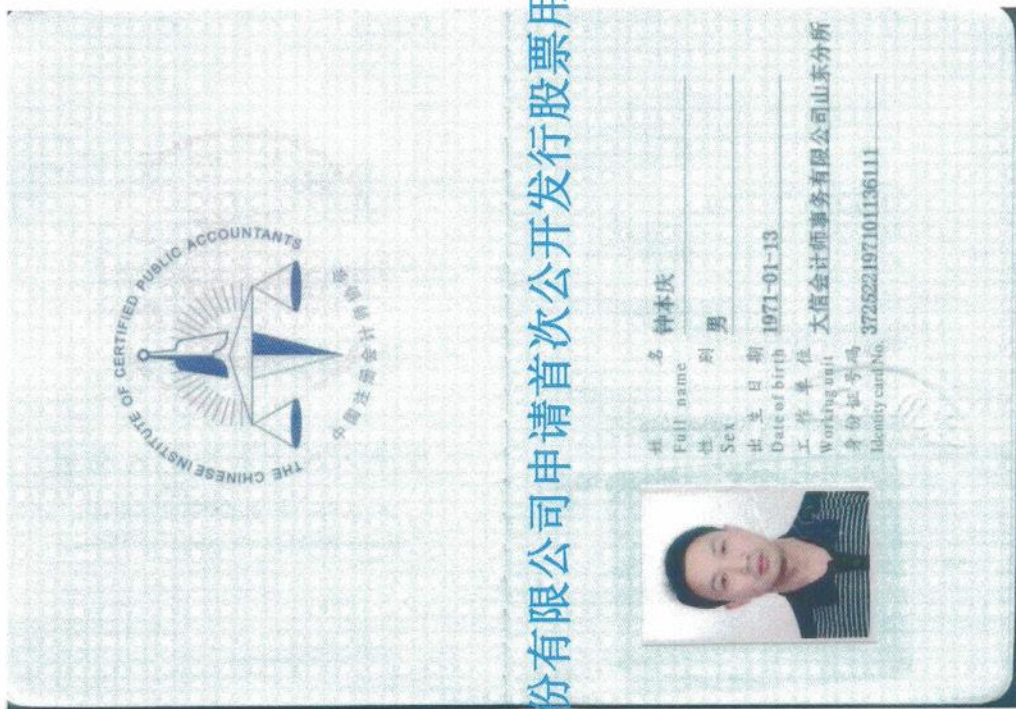 THE CHINESE INSTITUTE OF CERTIFIED PUBLIC ACCOUNTANTS
中国注册会计师协会
份有限公司申请首次公开发行股票用
姓 名 钟本庆
Full name
性 别 男
Sex
出 生 日 期 1971-01-13
Date of birth
工 作 单 位 大信会计师事务有限公司山东分所
Working unit
身份证号码 372522197101136111
Identity card No.